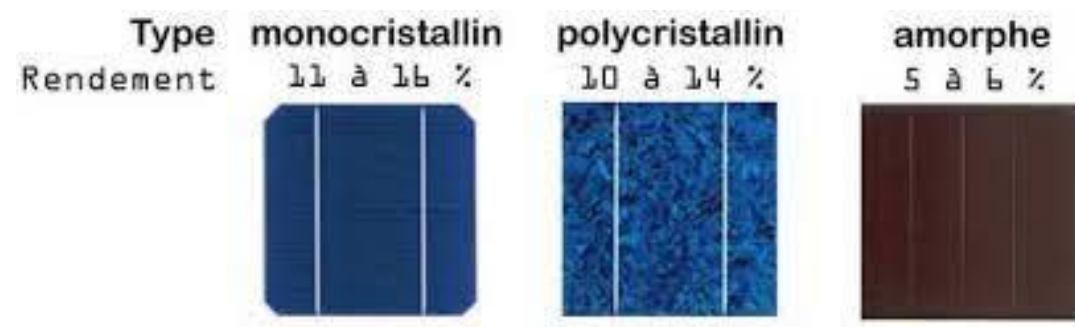 Type monocristallin polycristallin amorphe
Rendement 11 à 16 % 10 à 14 % 5 à 6 %